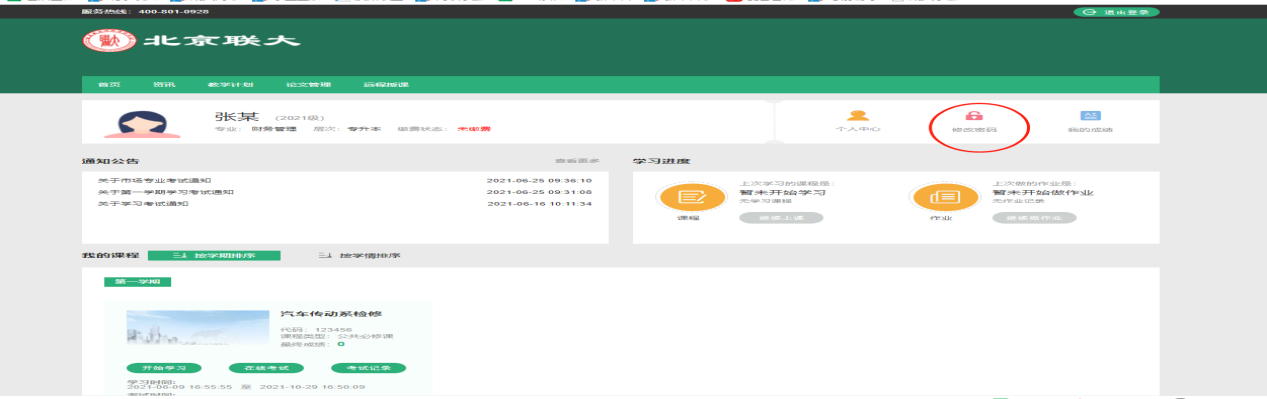 服务热线：400-801-0928
退出登录
北京联大
首页 资讯 教学计划 论文管理 远程授课
张某 (2021级)
专业：财务管理 层次：专升本 缴费状态：未缴费
个人中心 修改密码 我的成绩
通知公告 查看更多
关于市场专业考试通知 2021-06-25 09:36:10
关于第一学期学习考试通知 2021-06-25 09:31:08
关于学习考试通知 2021-06-16 10:11:34
学习进度
上次学习的课程是：
暂未开始学习
无学习课程
继续上课
课程
上次做的作业是：
暂未开始做作业
无作业记录
继续做作业
作业
我的课程 按学期排序 按学情排序
第一学期
汽车传动系检修
代码：123456
课程类型：公共必修课
最终成绩：0
开始学习 在线考试 考试记录
学习时间：
2021-06-09 16:55:55 至 2021-10-29 16:50:09
考试时间：